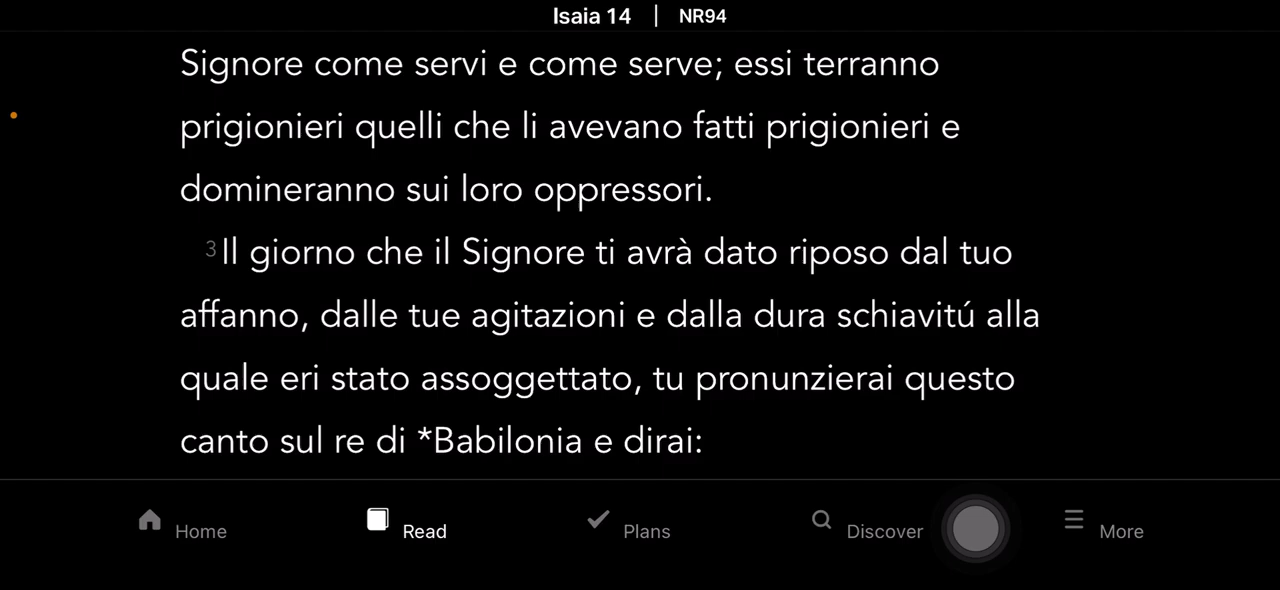 Isaia 14 | NR94
Signore come servi e come serve; essi terranno
prigionieri quelli che li avevano fatti prigionieri e
domineranno sui loro oppressori.
3 Il giorno che il Signore ti avrà dato riposo dal tuo
affanno, dalle tue agitazioni e dalla dura schiavitú alla
quale eri stato assoggettato, tu pronunzierai questo
canto sul re di *Babilonia e dirai:
Home Read Plans Discover More